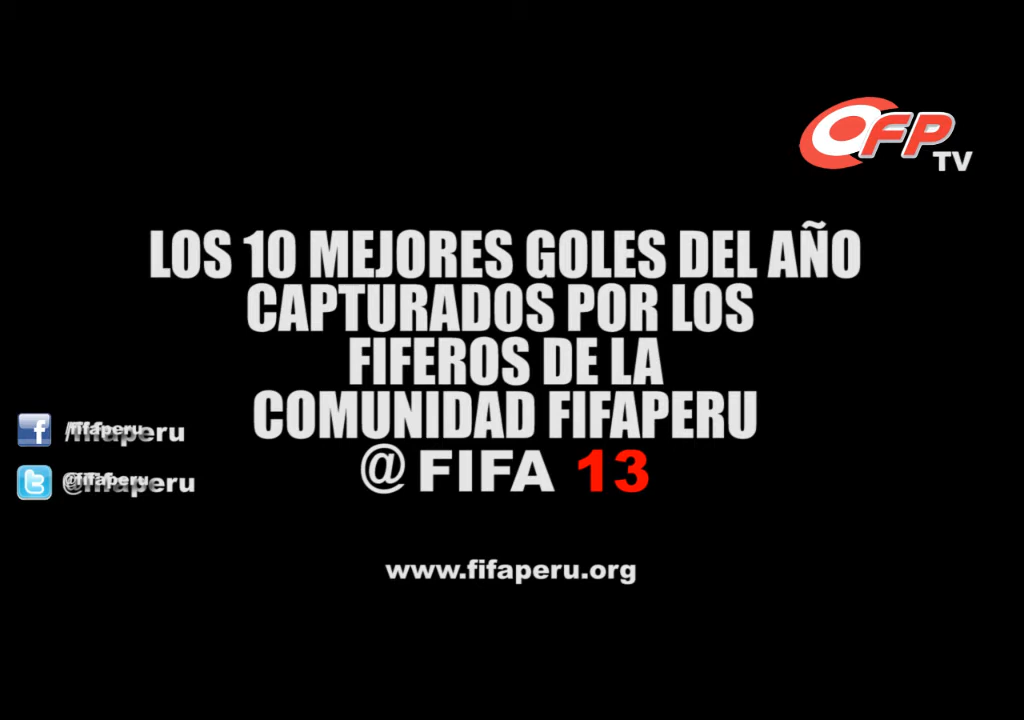 OFP
TV
LOS 10 MEJORES GOLES DEL AÑO
CAPTURADOS POR LOS
FIFEROS DE LA
COMUNIDAD FIFAPERU
@ FIFA 13
/fifaperu
@fifaperu
www.fifaperu.org